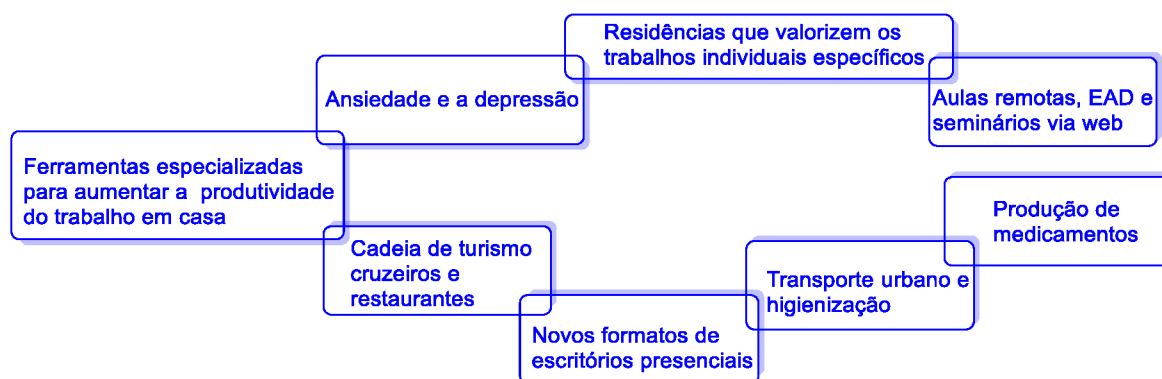 Residências que valorizem os
trabalhos individuais específicos
Ansiedade e a depressão
Aulas remotas, EAD e
seminários via web
Ferramentas especializadas
para aumentar a produtividade
do trabalho em casa
Produção de
medicamentos
Cadeia de turismo
cruzeiros e
restaurantes
Transporte urbano e
higienização
Novos formatos de
escritórios presenciais